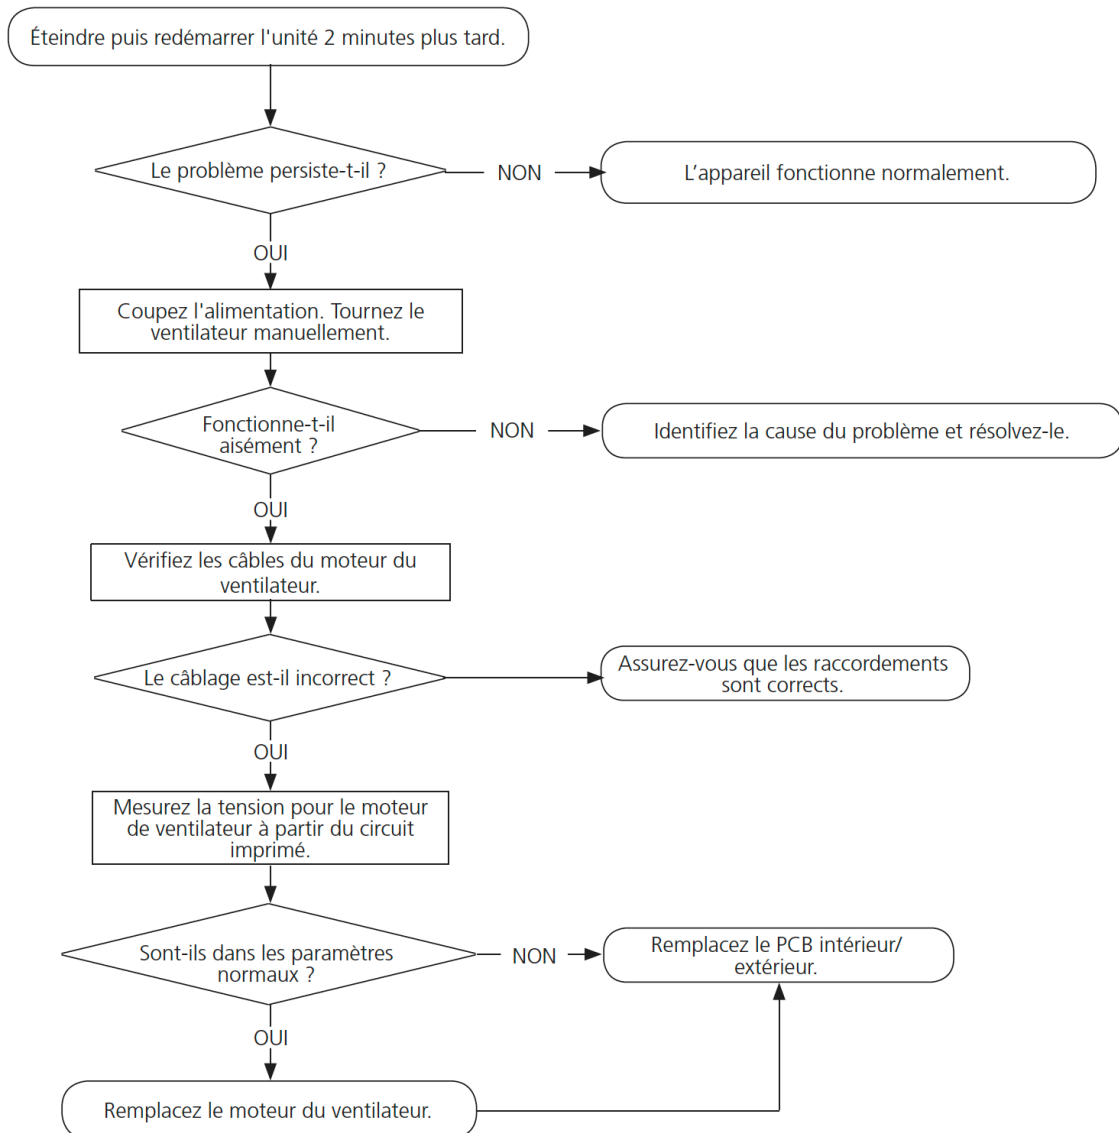 Éteindre puis redémarrer l'unité 2 minutes plus tard.
Le problème persiste-t-il ?
NON
L’appareil fonctionne normalement.
OUI
Coupez l'alimentation. Tournez le
ventilateur manuellement.
Fonctionne-t-il
aisément ?
NON
Identifiez la cause du problème et résolvez-le.
OUI
Vérifiez les câbles du moteur du
ventilateur.
Le câblage est-il incorrect ?
Assurez-vous que les raccordements
sont corrects.
OUI
Mesurez la tension pour le moteur
de ventilateur à partir du circuit
imprimé.
Sont-ils dans les paramètres
normaux ?
NON
Remplacez le PCB intérieur/
extérieur.
OUI
Remplacez le moteur du ventilateur.